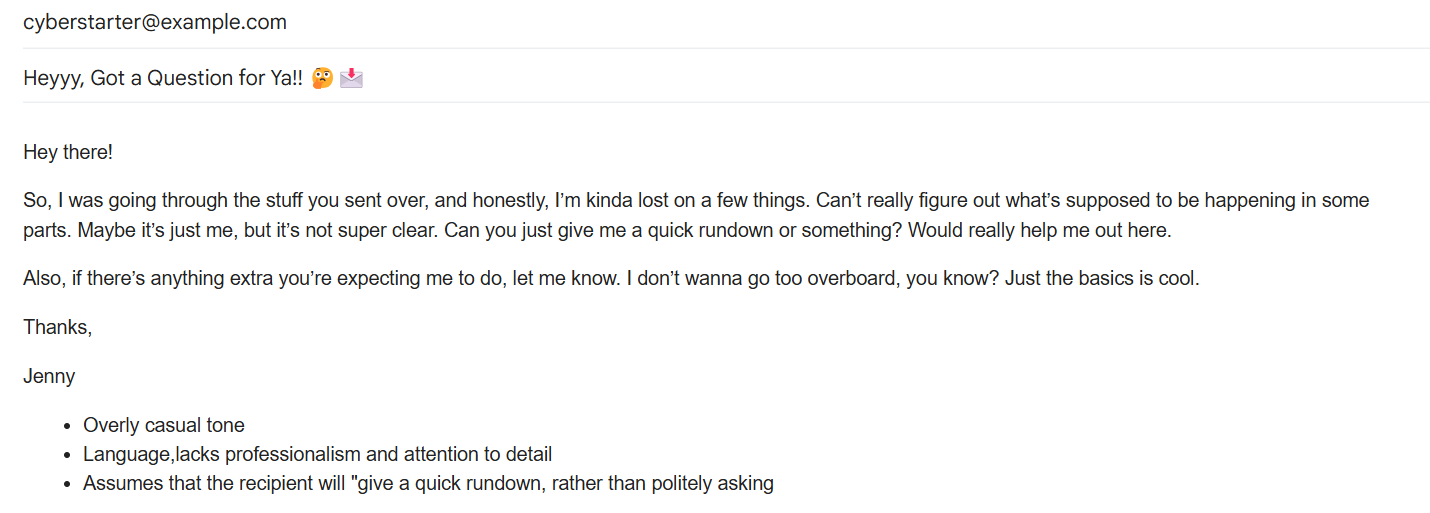 cyberstarter@example.com
Heyyy, Got a Question for Ya!! 🤔 📩
Hey there!
So, I was going through the stuff you sent over, and honestly, I’m kinda lost on a few things. Can’t really figure out what’s supposed to be happening in some
parts. Maybe it’s just me, but it’s not super clear. Can you just give me a quick rundown or something? Would really help me out here.
Also, if there’s anything extra you’re expecting me to do, let me know. I don’t wanna go too overboard, you know? Just the basics is cool.
Thanks,
Jenny
• Overly casual tone
• Language,lacks professionalism and attention to detail
• Assumes that the recipient will "give a quick rundown, rather than politely asking